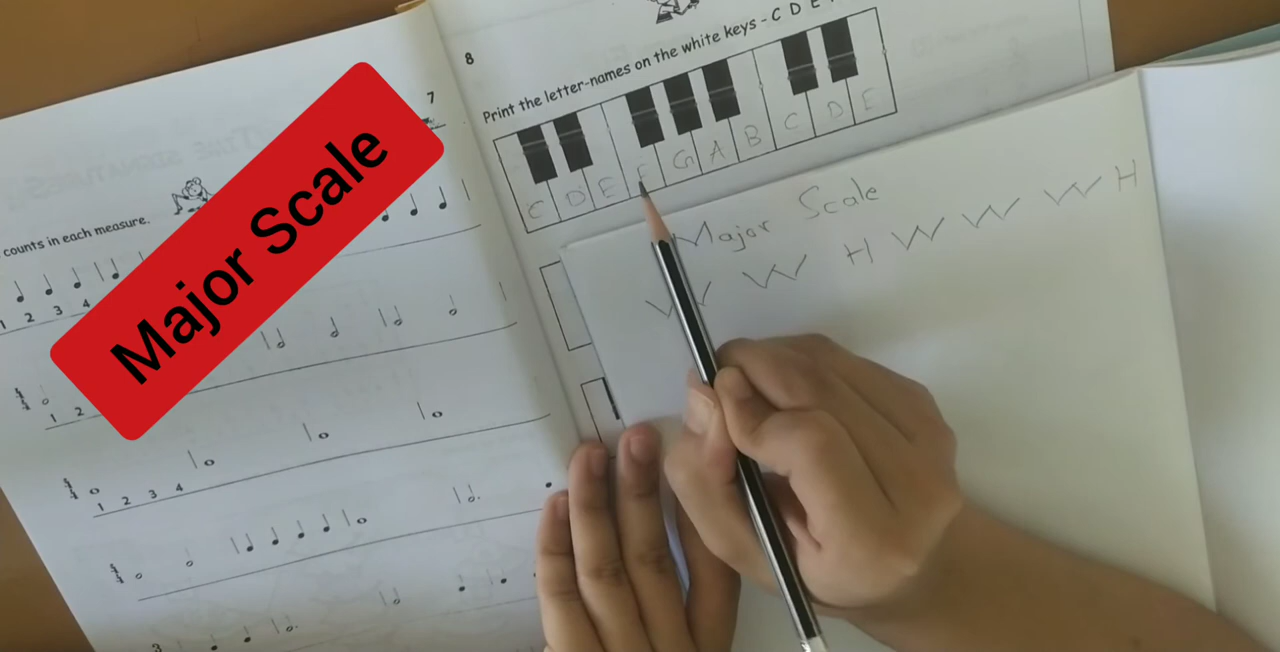 Major Scale
7
counts in each measure.
1 2 3 4
1 2
1 2 3 4
3
8
Print the letter-names on the white keys - C D E
C D E F G A B C D E
Major Scale
W W H W W W H